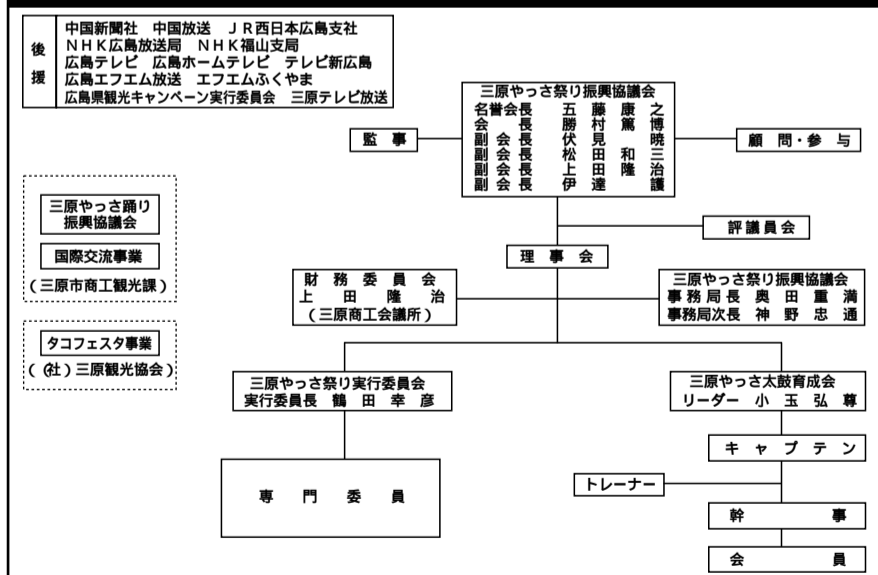 後援
中国新聞社 中国放送 ＪＲ西日本広島支社
ＮＨＫ広島放送局 ＮＨＫ福山支局
広島テレビ 広島ホームテレビ テレビ新広島
広島エフエム放送 エフエムふくやま
広島県観光キャンペーン実行委員会 三原テレビ放送
三原やっさ祭り振興協議会
名誉会長 五藤康之
会長 勝村篤博
副会長 伏見暁
副会長 松田和三
副会長 上田隆治
副会長 伊達護
監事
顧問・参与
評議員会
理事会
三原やっさ踊り
振興協議会
国際交流事業
(三原市商工観光課)
タコフェスタ事業
(㈳三原観光協会)
財務委員会
上田隆治
(三原商工会議所)
三原やっさ祭り振興協議会
事務局長 奥田重満
事務局次長 神野忠通
三原やっさ祭り実行委員会
実行委員長 鶴田幸彦
専門委員
三原やっさ太鼓育成会
リーダー 小玉弘尊
キャプテン
トレーナー
幹事
会員